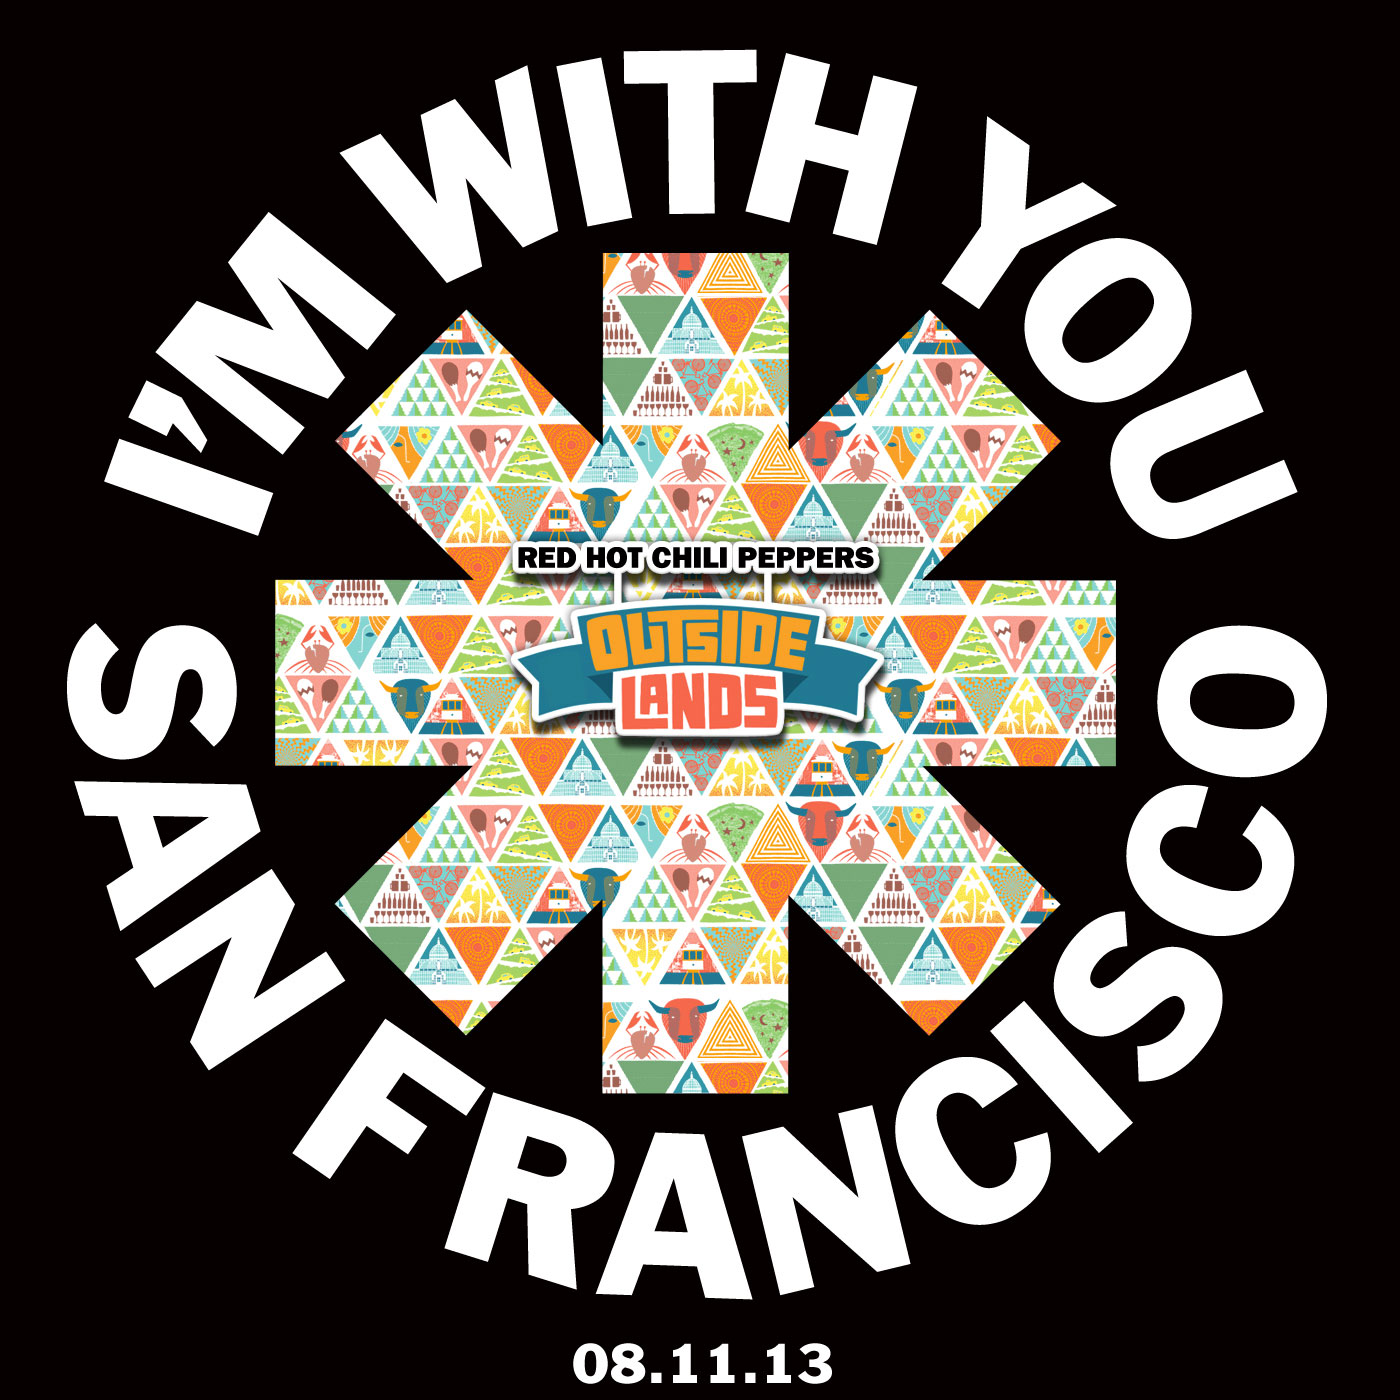 I'M WITH YOU
RED HOT CHILI PEPPERS
OUTSIDE
LANDS
SAN FRANCISCO
08.11.13